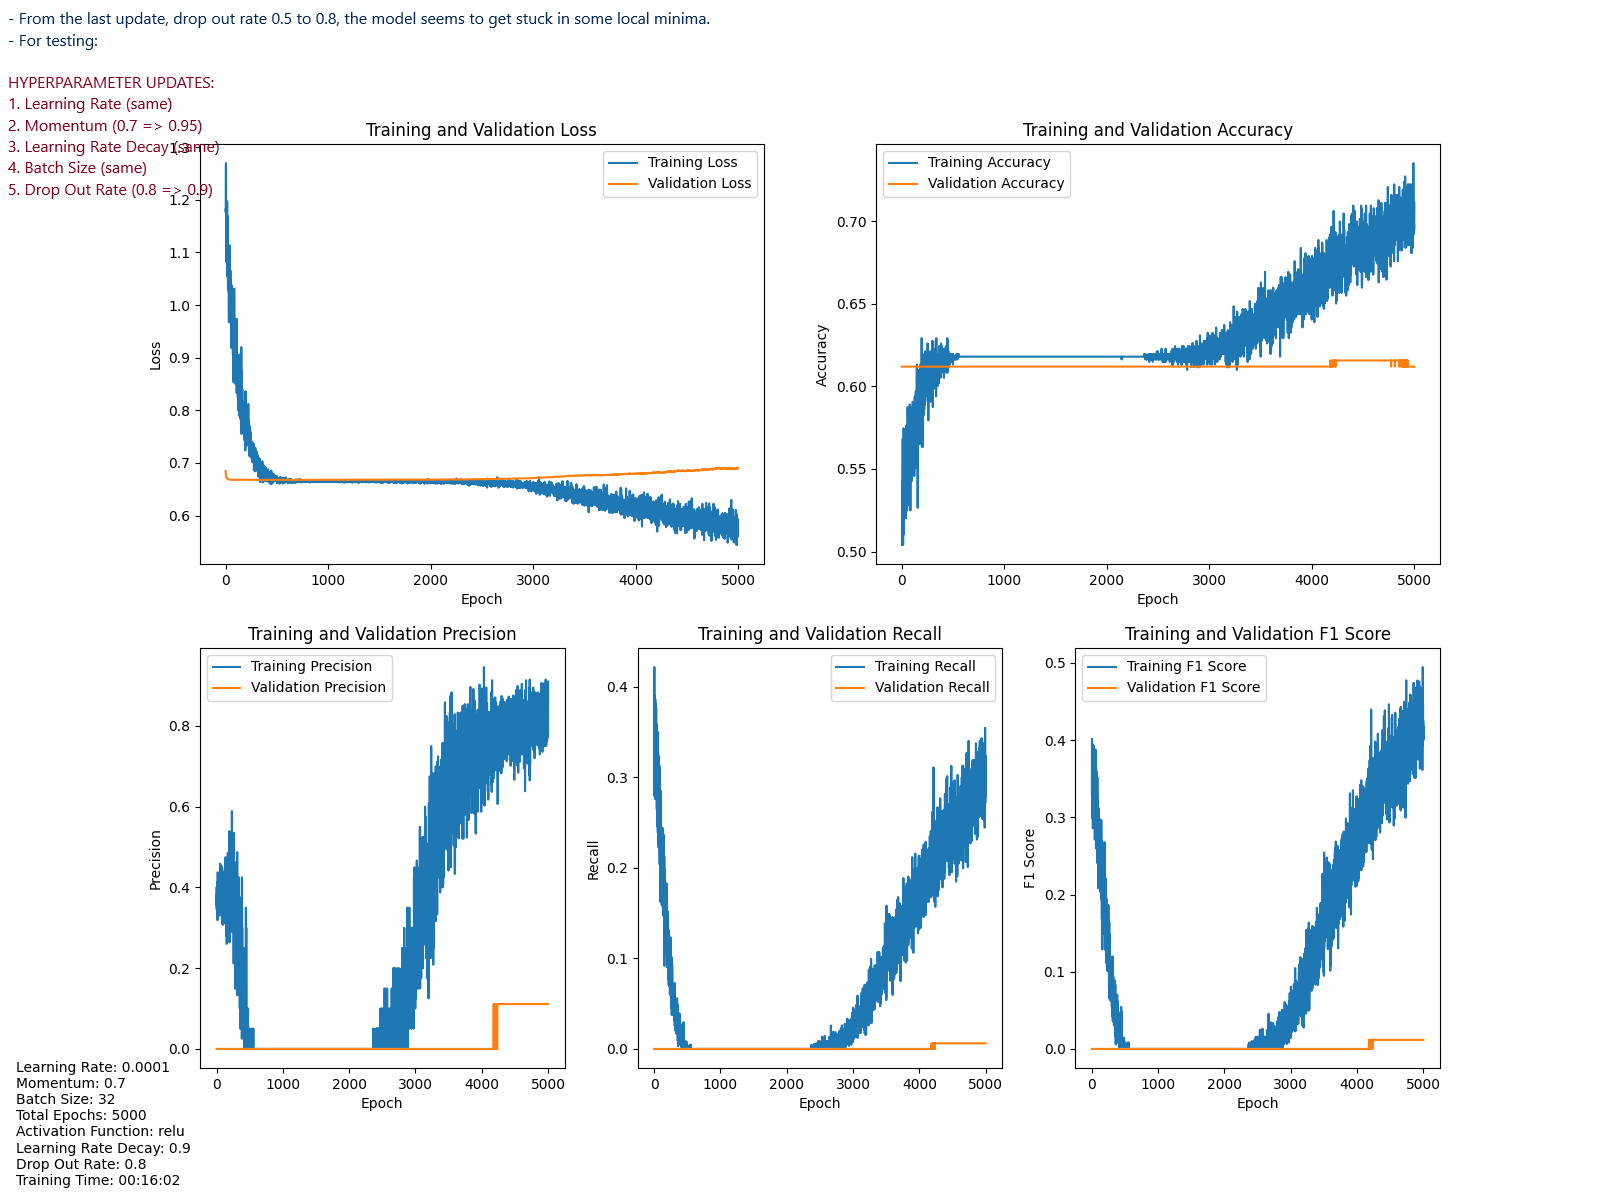 - From the last update, drop out rate 0.5 to 0.8, the model seems to get stuck in some local minima.
- For testing:
HYPERPARAMETER UPDATES:
1. Learning Rate (same)
2. Momentum (0.7 => 0.95)
3. Learning Rate Decay (same)
4. Batch Size (same)
5. Drop Out Rate (0.8 => 0.9)
Training and Validation Loss
Training Loss
Validation Loss
1.3
1.2
1.1
1.0
0.9
0.8
0.7
0.6
Loss
0 1000 2000 3000 4000 5000
Epoch
Training and Validation Accuracy
Training Accuracy
Validation Accuracy
0.70
0.65
0.60
0.55
0.50
Accuracy
0 1000 2000 3000 4000 5000
Epoch
Training and Validation Precision
Training Precision
Validation Precision
0.8
0.6
0.4
0.2
0.0
Precision
0 1000 2000 3000 4000 5000
Epoch
Training and Validation Recall
Training Recall
Validation Recall
0.4
0.3
0.2
0.1
0.0
Recall
0 1000 2000 3000 4000 5000
Epoch
Training and Validation F1 Score
Training F1 Score
Validation F1 Score
0.5
0.4
0.3
0.2
0.1
0.0
F1 Score
0 1000 2000 3000 4000 5000
Epoch
Learning Rate: 0.0001
Momentum: 0.7
Batch Size: 32
Total Epochs: 5000
Activation Function: relu
Learning Rate Decay: 0.9
Drop Out Rate: 0.8
Training Time: 00:16:02